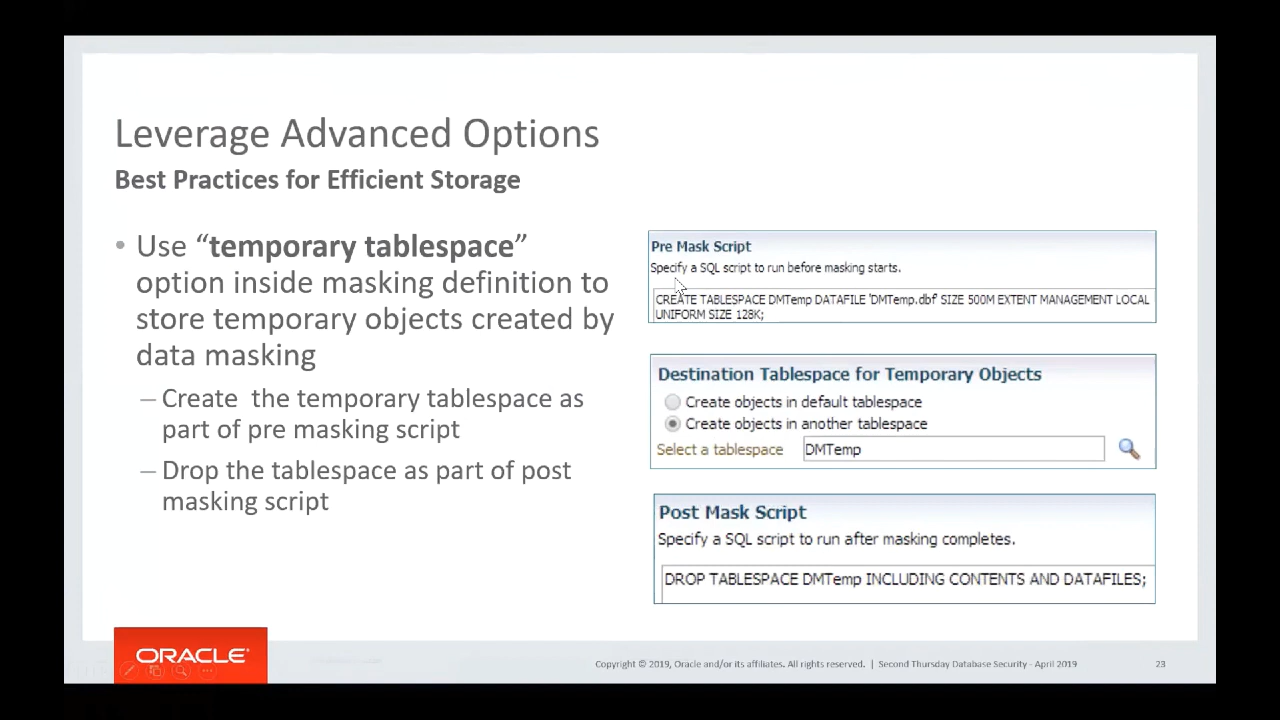 Leverage Advanced Options
Best Practices for Efficient Storage
• Use “temporary tablespace”
option inside masking definition to
store temporary objects created by
data masking
– Create the temporary tablespace as
part of pre masking script
– Drop the tablespace as part of post
masking script
Pre Mask Script
Specify a SQL script to run before masking starts.
CREATE TABLESPACE DMTemp DATAFILE 'DMTemp.dbf' SIZE 500M EXTENT MANAGEMENT LOCAL
UNIFORM SIZE 128K;
Destination Tablespace for Temporary Objects
Create objects in default tablespace
Create objects in another tablespace
Select a tablespace DMTemp
Post Mask Script
Specify a SQL script to run after masking completes.
DROP TABLESPACE DMTemp INCLUDING CONTENTS AND DATAFILES;
ORACLE®
Copyright © 2019, Oracle and/or its affiliates. All rights reserved. | Second Thursday Database Security - April 2019 23